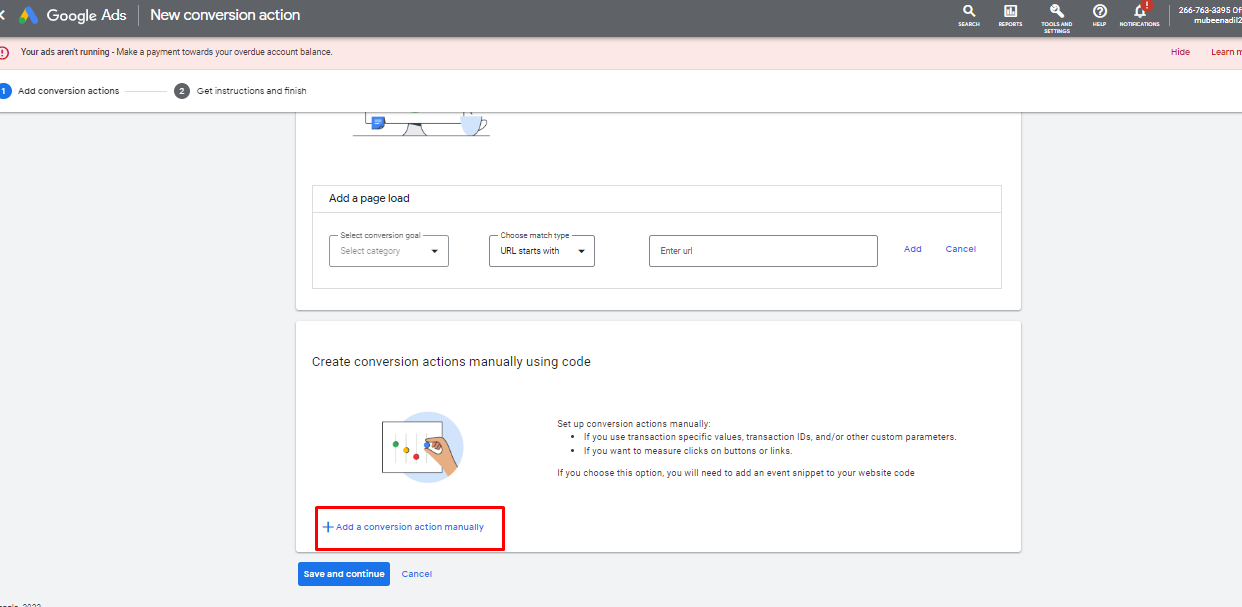 Google Ads New conversion action
SEARCH REPORTS TOOLS AND SETTINGS HELP NOTIFICATIONS
266-763-3395 Of
mubeenadil2
Your ads aren't running - Make a payment towards your overdue account balance.
Hide Learn m
1 Add conversion actions 2 Get instructions and finish
Add a page load
Select conversion goal
Select category
Choose match type
URL starts with
Enter url
Add Cancel
Create conversion actions manually using code
Set up conversion actions manually:
• If you use transaction specific values, transaction IDs, and/or other custom parameters.
• If you want to measure clicks on buttons or links.
If you choose this option, you will need to add an event snippet to your website code
+ Add a conversion action manually
Save and continue Cancel